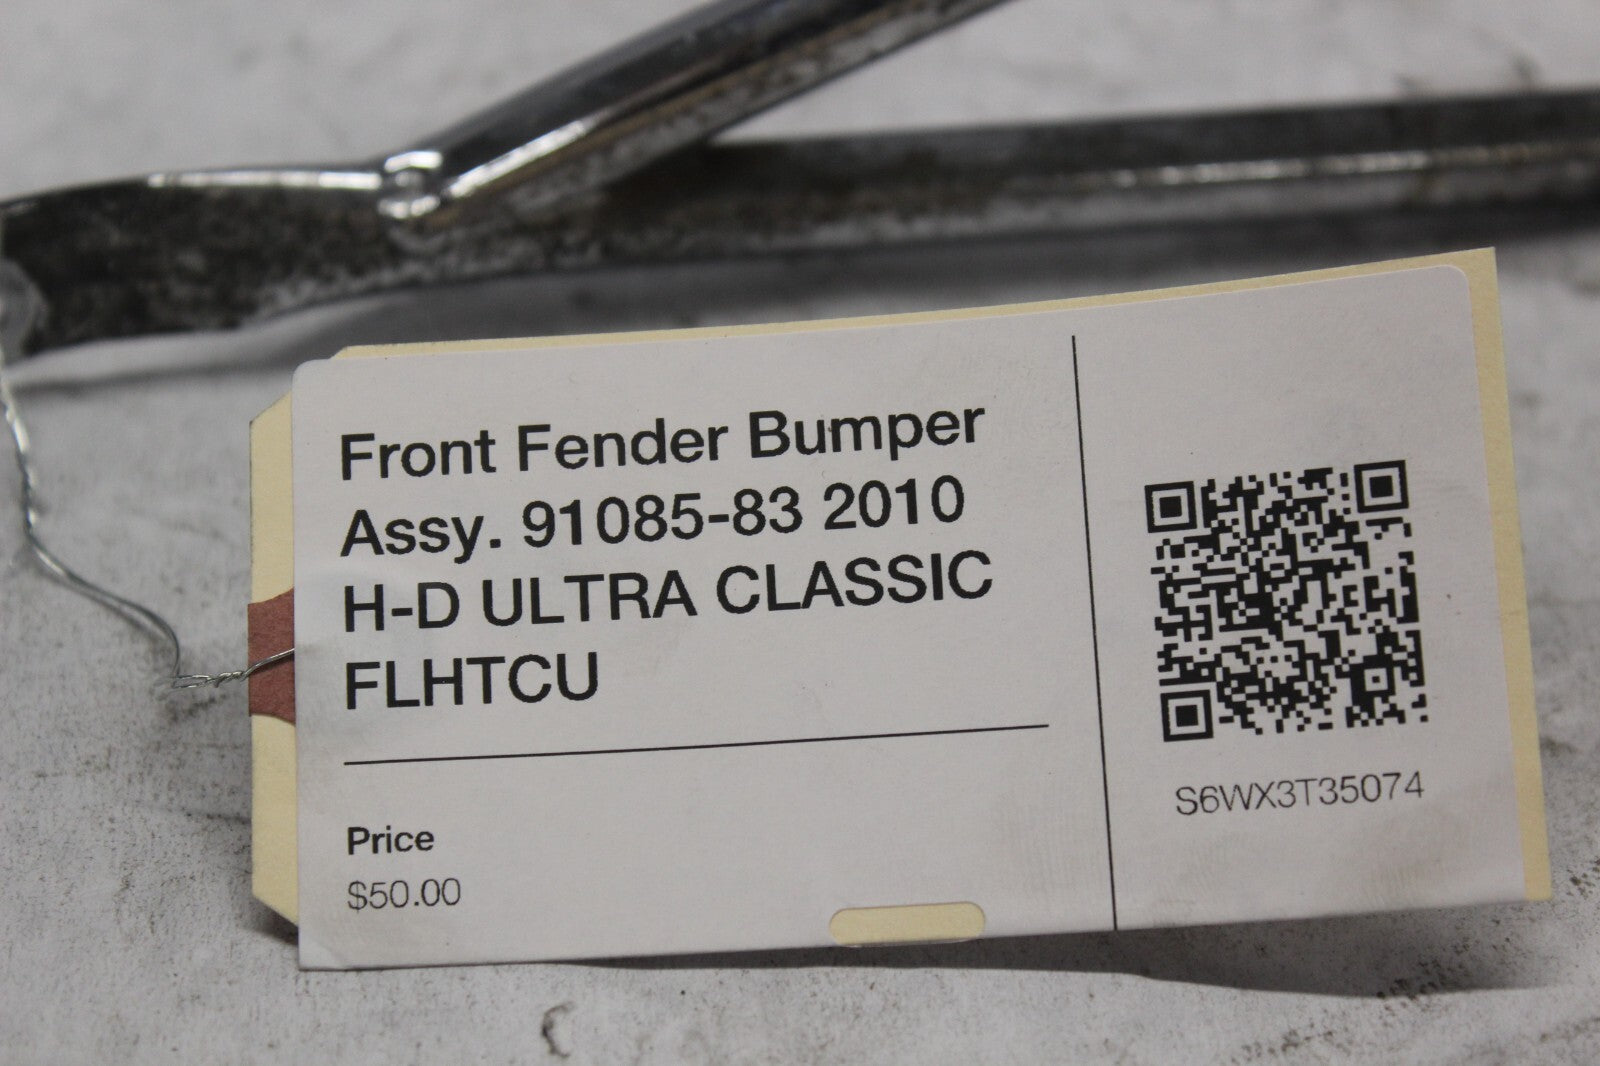 Front Fender Bumper
Assy. 91085-83 2010
H-D ULTRA CLASSIC
FLHTCU
Price
$50.00
S6WX3T35074